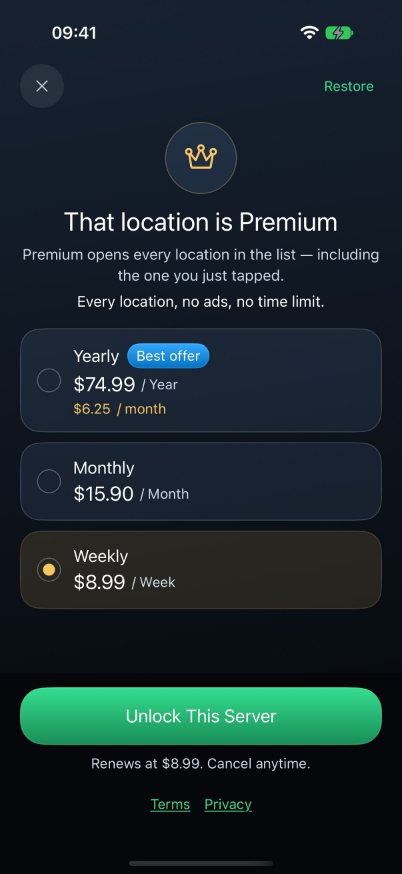 09:41
Restore
That location is Premium
Premium opens every location in the list — including
the one you just tapped.
Every location, no ads, no time limit.
Yearly Best offer
$74.99 / Year
$6.25 / month
Monthly
$15.90 / Month
Weekly
$8.99 / Week
Unlock This Server
Renews at $8.99. Cancel anytime.
Terms Privacy